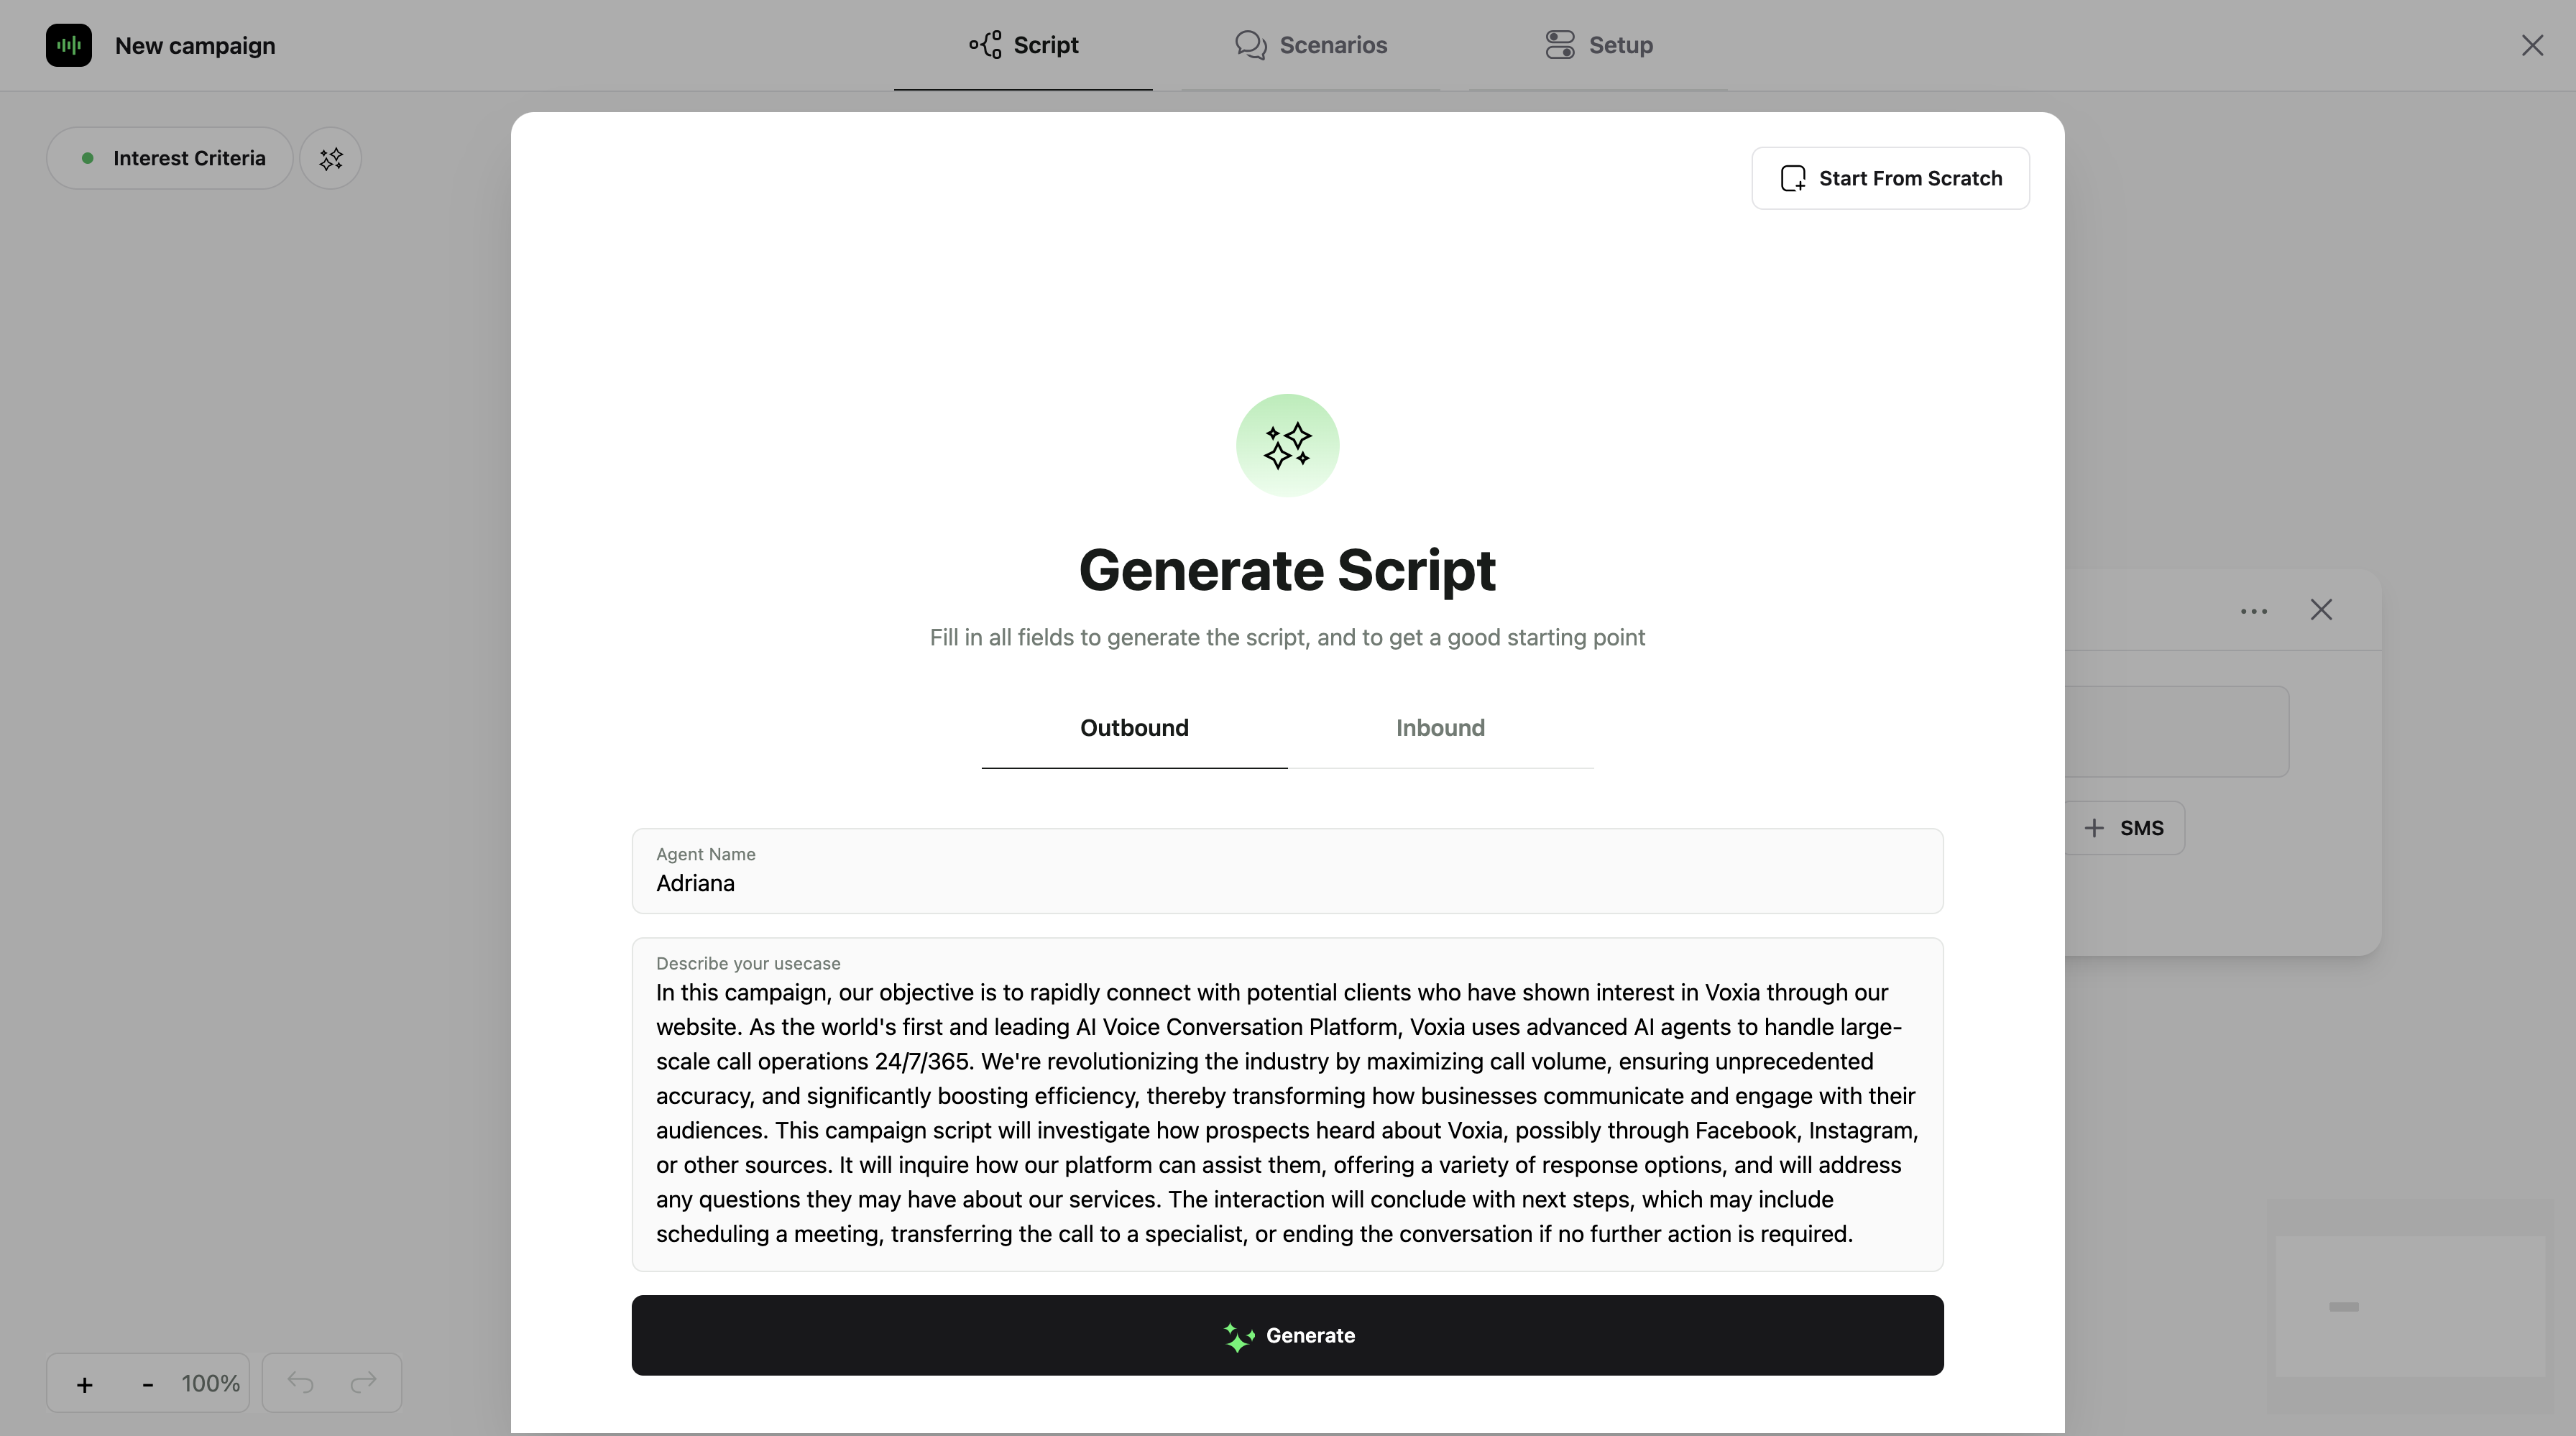 New campaign
Script
Scenarios
Setup
Interest Criteria
Start From Scratch
Generate Script
Fill in all fields to generate the script, and to get a good starting point
Outbound
Inbound
Agent Name
Adriana
Describe your usecase
In this campaign, our objective is to rapidly connect with potential clients who have shown interest in Voxia through our
website. As the world's first and leading AI Voice Conversation Platform, Voxia uses advanced AI agents to handle large-
scale call operations 24/7/365. We're revolutionizing the industry by maximizing call volume, ensuring unprecedented
accuracy, and significantly boosting efficiency, thereby transforming how businesses communicate and engage with their
audiences. This campaign script will investigate how prospects heard about Voxia, possibly through Facebook, Instagram,
or other sources. It will inquire how our platform can assist them, offering a variety of response options, and will address
any questions they may have about our services. The interaction will conclude with next steps, which may include
scheduling a meeting, transferring the call to a specialist, or ending the conversation if no further action is required.
+ SMS
Generate
+ - 100%